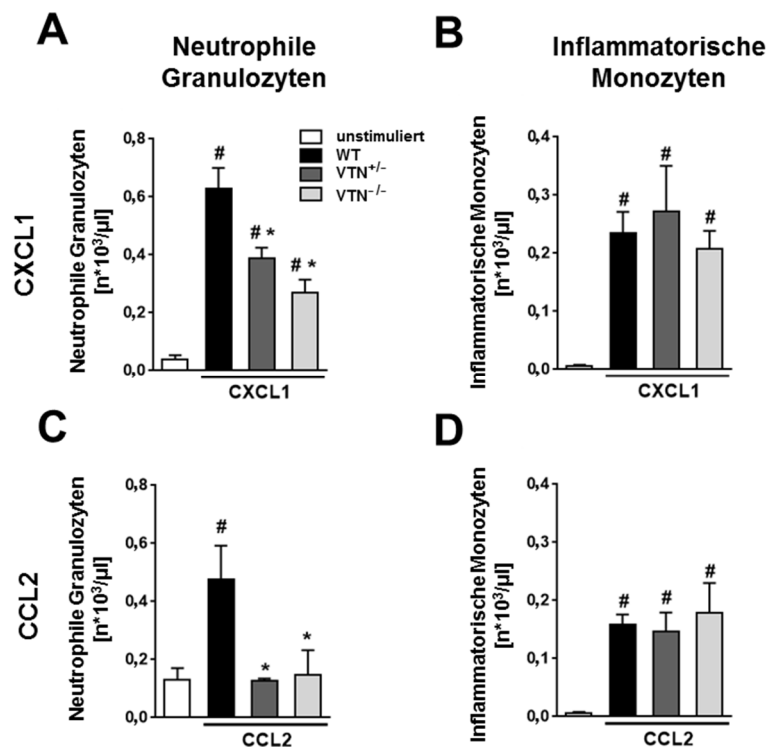 A
Neutrophile
Granulozyten
Neutrophile Granulozyten
[n*10³/µl]
0,8
0,6
0,4
0,2
0,0
#
# *
# *
unstimuliert
WT
VTN+/-
VTN-/-
CXCL1
CXCL1
B
Inflammatorische
Monozyten
Inflammatorische Monozyten
[n*10³/µl]
0,4
0,3
0,2
0,1
0,0
#
#
#
CXCL1
C
Neutrophile Granulozyten
[n*10³/µl]
0,8
0,6
0,4
0,2
0,0
#
*
*
CCL2
CCL2
D
Inflammatorische Monozyten
[n*10³/µl]
0,4
0,3
0,2
0,1
0,0
#
#
#
CCL2